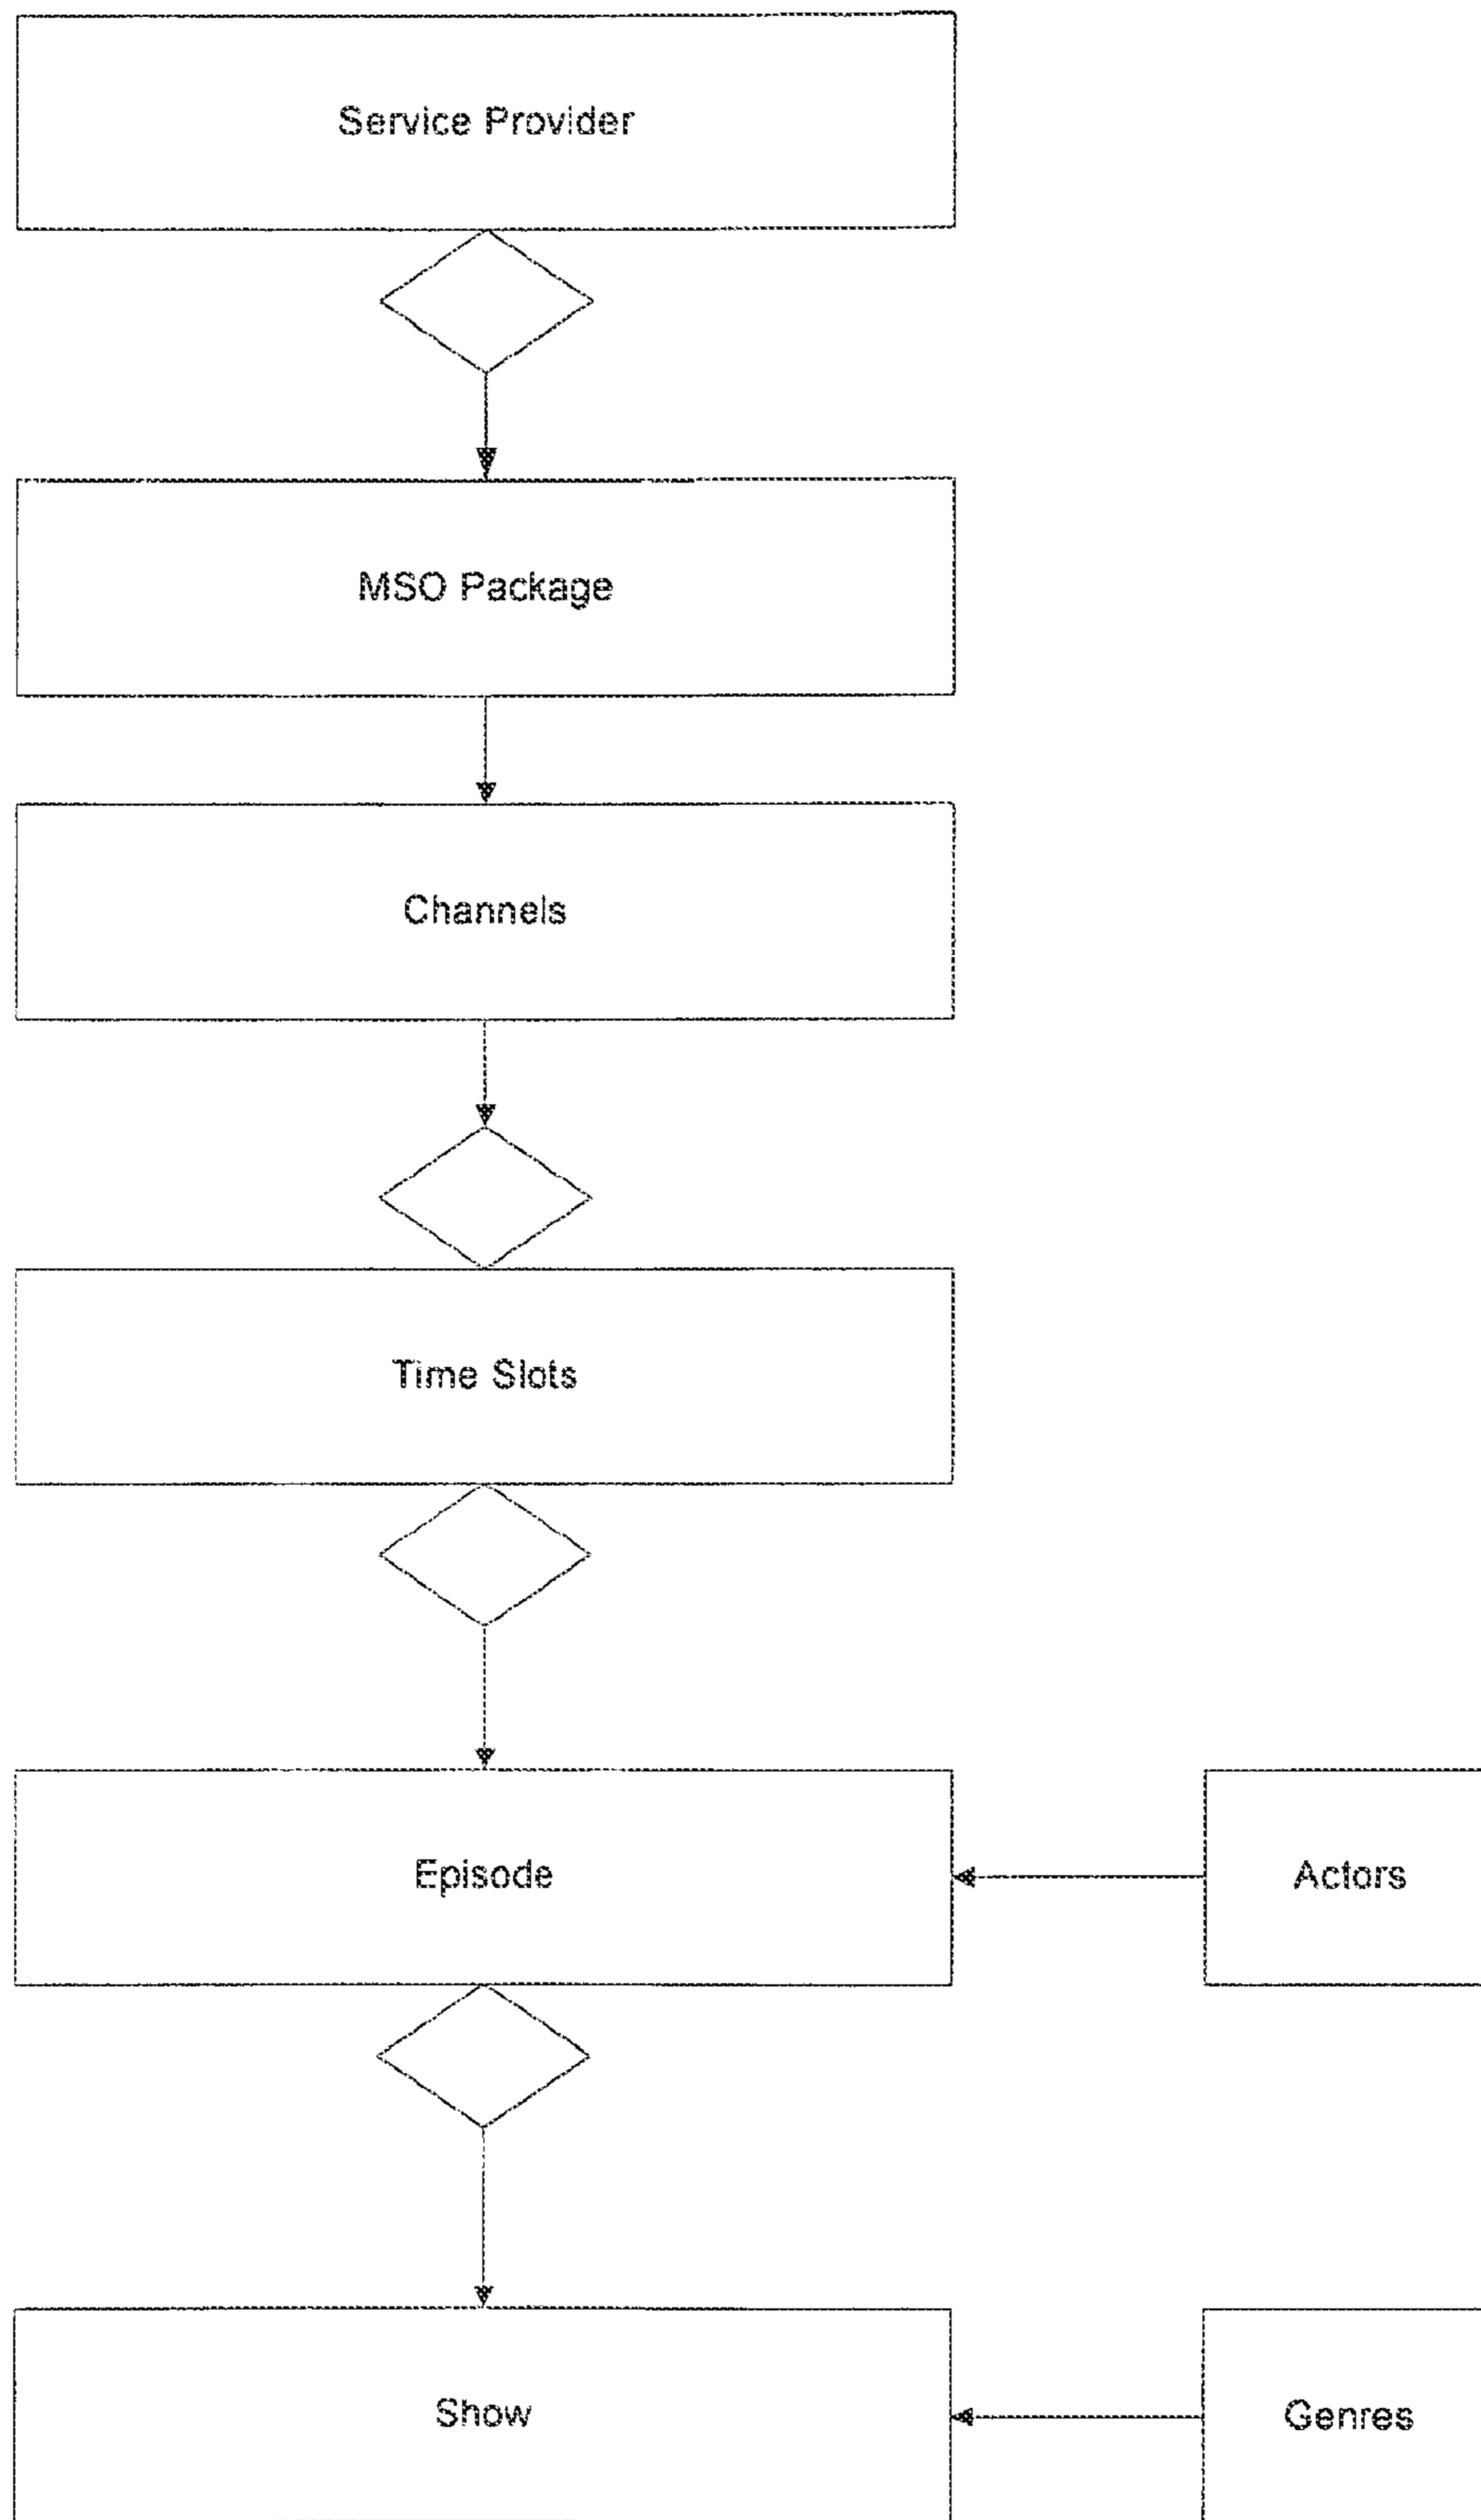 Service Provider
MSO Package
Channels
Time Slots
Episode
Actors
Show
Genres